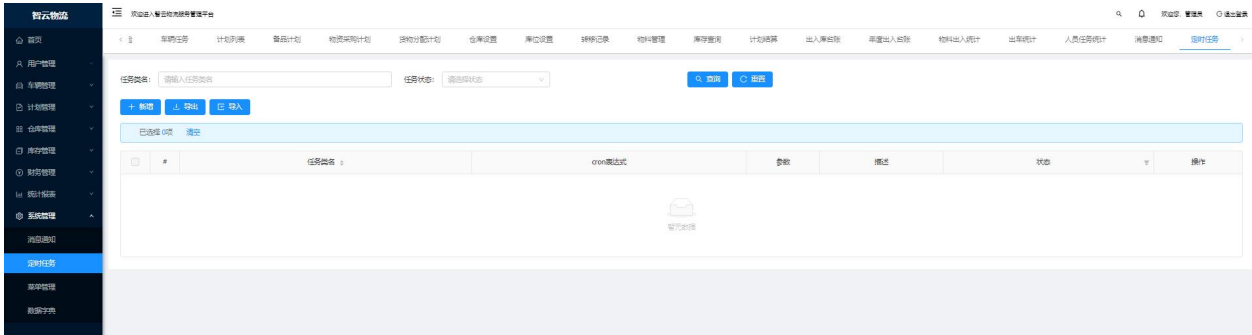 智云物流
欢迎进入智云物流服务管理平台
欢迎您，管理员 退出登录
首页
用户管理
车辆管理
计划管理
仓库管理
库存管理
财务管理
统计报表
系统管理
消息通知
定时任务
菜单管理
数据字典
车辆任务 计划列表 备品计划 物资采购计划 货物分配计划 仓库设置 库位设置 转移记录 物料管理 库存查询 计划结算 出入库台账 年度出入台账 物料出入统计 出车统计 人员任务统计 消息通知 定时任务
任务类名： 请输入任务类名 任务状态： 请选择状态 查询 重置
新增 导出 导入
已选择 0项 清空
# 任务类名 cron表达式 参数 描述 状态 操作
暂无数据